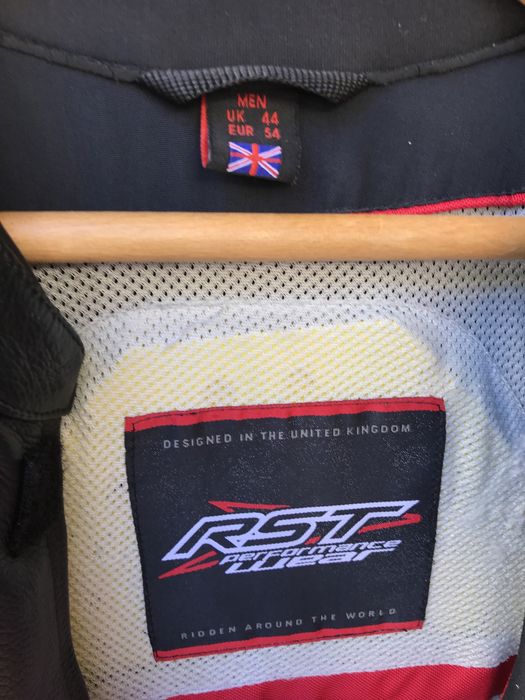 MEN
UK 44
EUR 54
DESIGNED IN THE UNITED KINGDOM
RST
performance
wear
RIDDEN AROUND THE WORLD